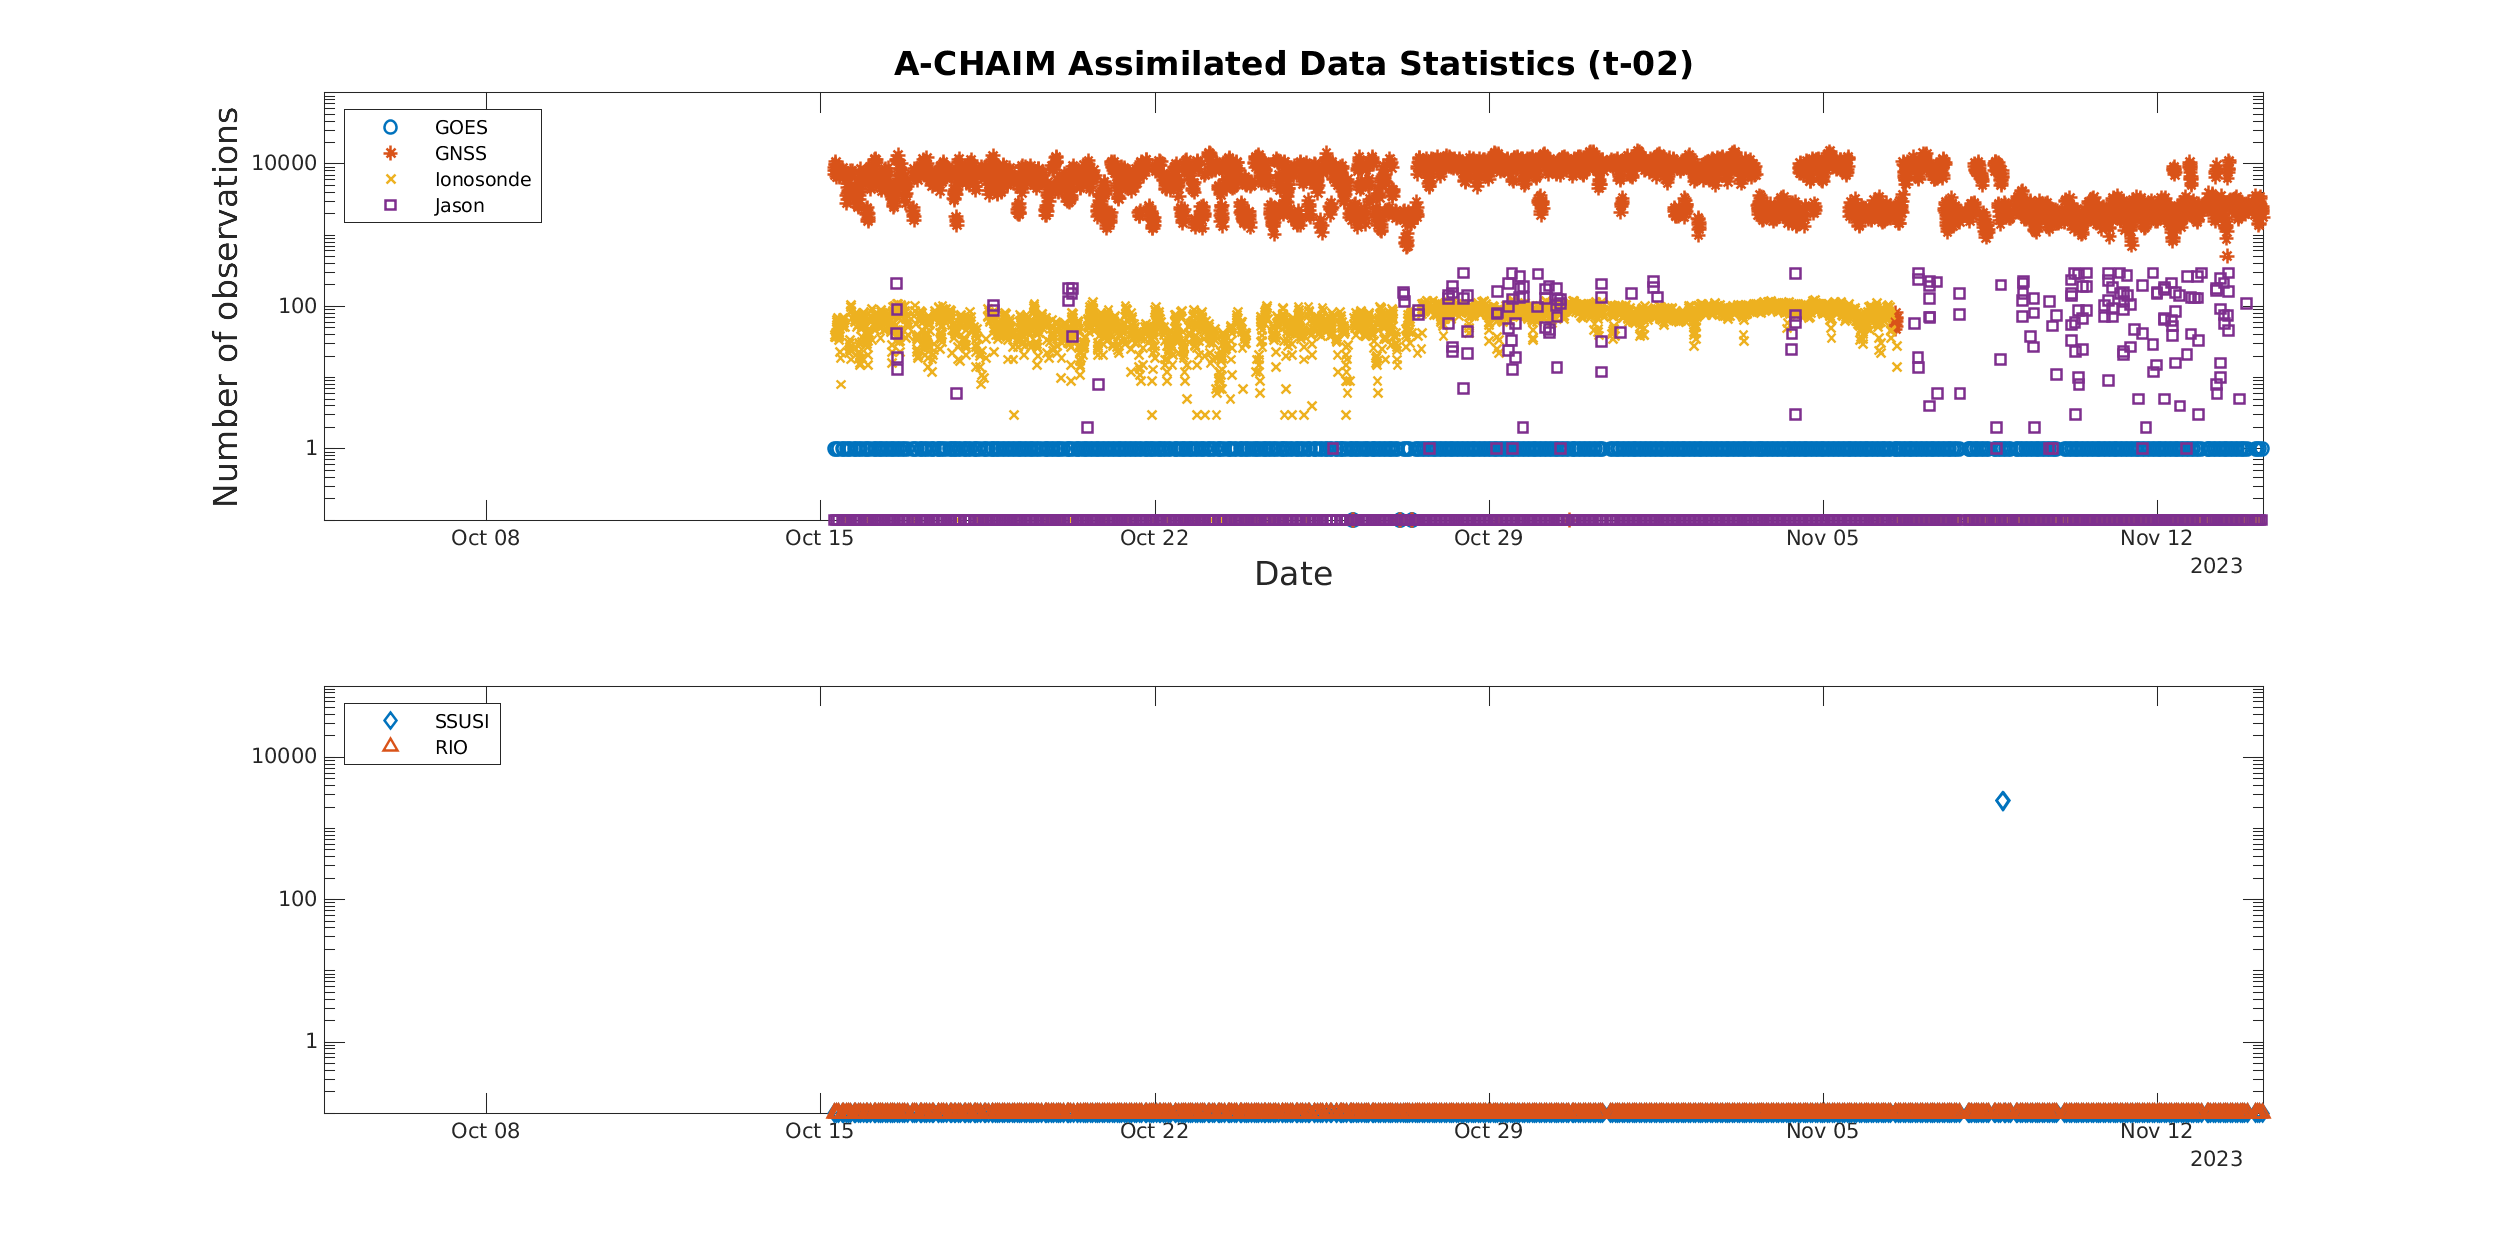 A-CHAIM Assimilated Data Statistics (t-02)
Number of observations
10000
100
1
GOES
GNSS
Ionosonde
Jason
Oct 08
Oct 15
Oct 22
Oct 29
Nov 05
Nov 12
2023
Date
10000
100
1
SSUSI
RIO
Oct 08
Oct 15
Oct 22
Oct 29
Nov 05
Nov 12
2023